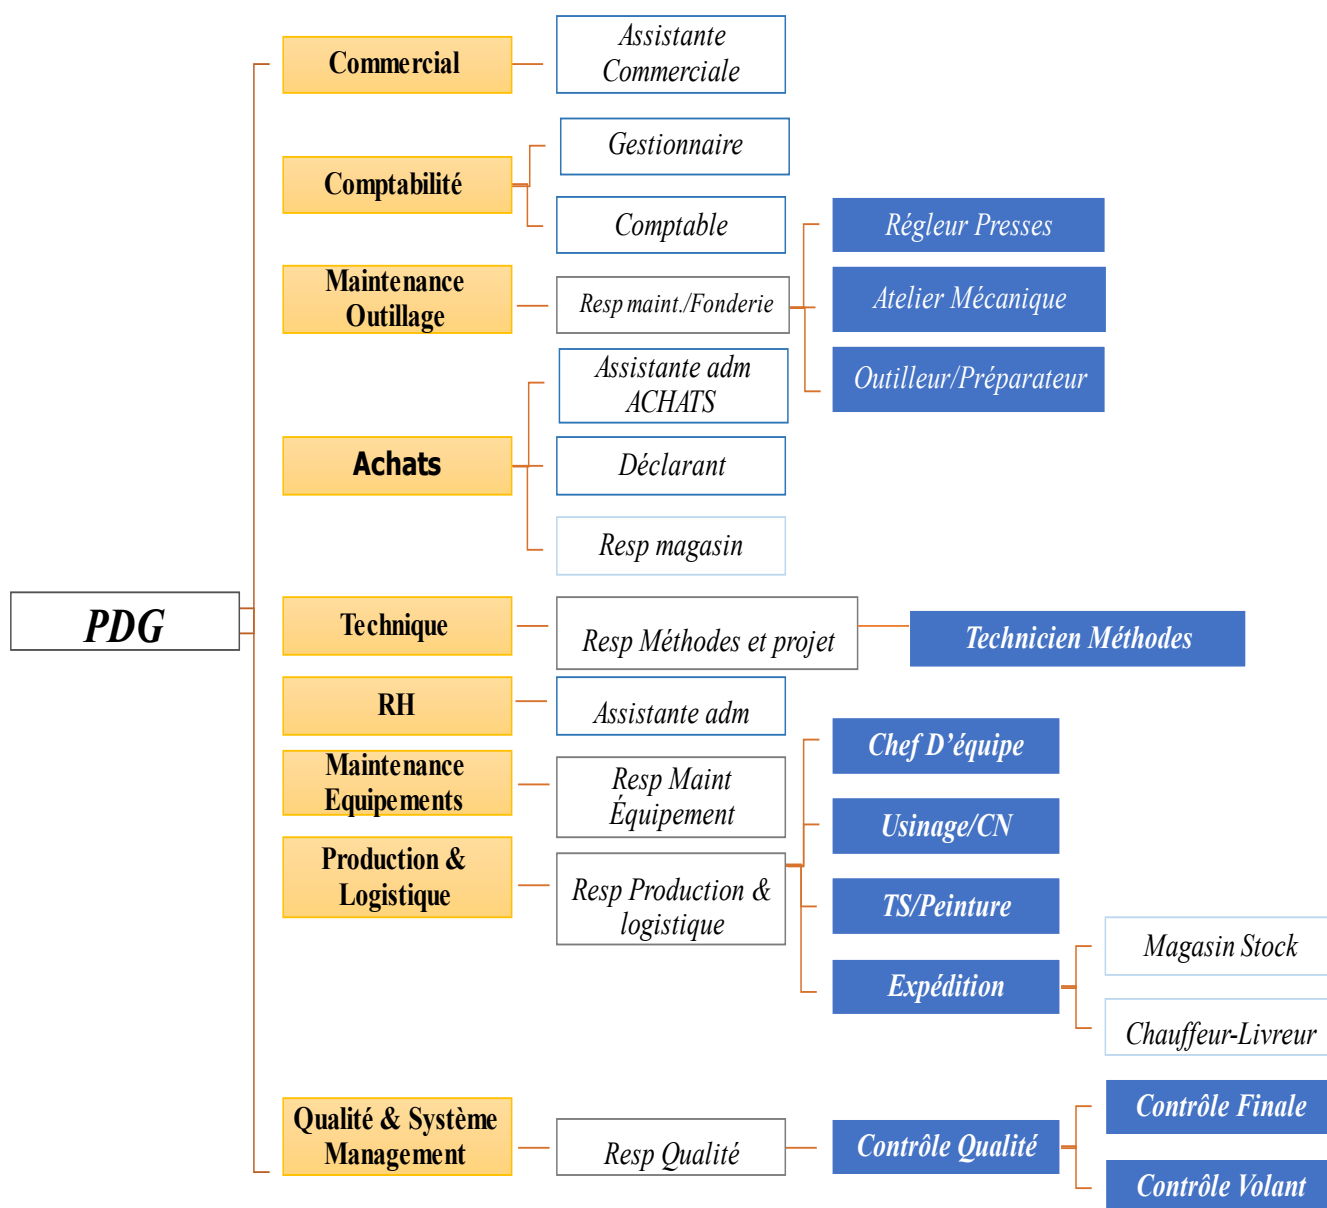 Commercial
Assistante
Commerciale
Comptabilité
Gestionnaire
Comptable
Maintenance
Outillage
Resp maint./Fonderie
Régleur Presses
Atelier Mécanique
Outilleur/Préparateur
Achats
Assistante adm
ACHATS
Déclarant
Resp magasin
PDG
Technique
Resp Méthodes et projet
Technicien Méthodes
RH
Assistante adm
Maintenance
Equipements
Resp Maint
Équipement
Production &
Logistique
Resp Production &
logistique
Chef D’équipe
Usinage/CN
TS/Peinture
Expédition
Magasin Stock
Chauffeur-Livreur
Qualité & Système
Management
Resp Qualité
Contrôle Qualité
Contrôle Finale
Contrôle Volant